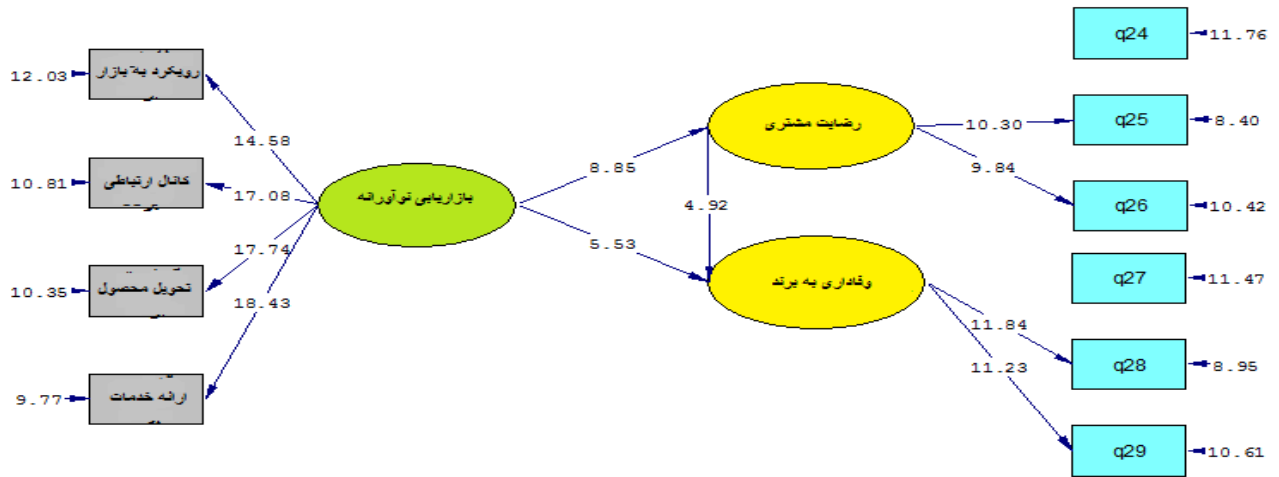 رویکرد به بازار
12.03
14.58
کانال ارتباطی
10.81
17.08
تحویل محصول
10.35
17.74
ارائه خدمات
9.77
18.43
بازاریابی نوآورانه
8.85
5.53
رضایت مشتری
4.92
وفاداری به برند
10.30
9.84
11.84
11.23
q24
11.76
q25
8.40
q26
10.42
q27
11.47
q28
8.95
q29
10.61